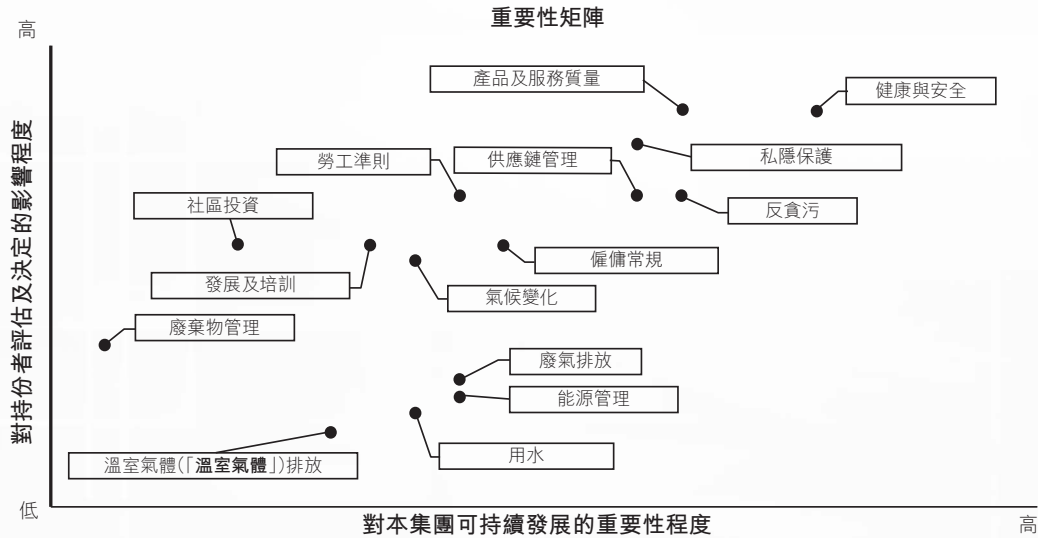 重要性矩陣
高
產品及服務質量
健康與安全
勞工準則
供應鏈管理
私隱保護
社區投資
反貪污
僱傭常規
發展及培訓
氣候變化
廢棄物管理
廢氣排放
能源管理
用水
溫室氣體(「溫室氣體」)排放
對持份者評估及決定的影響程度
低
對本集團可持續發展的重要性程度
高